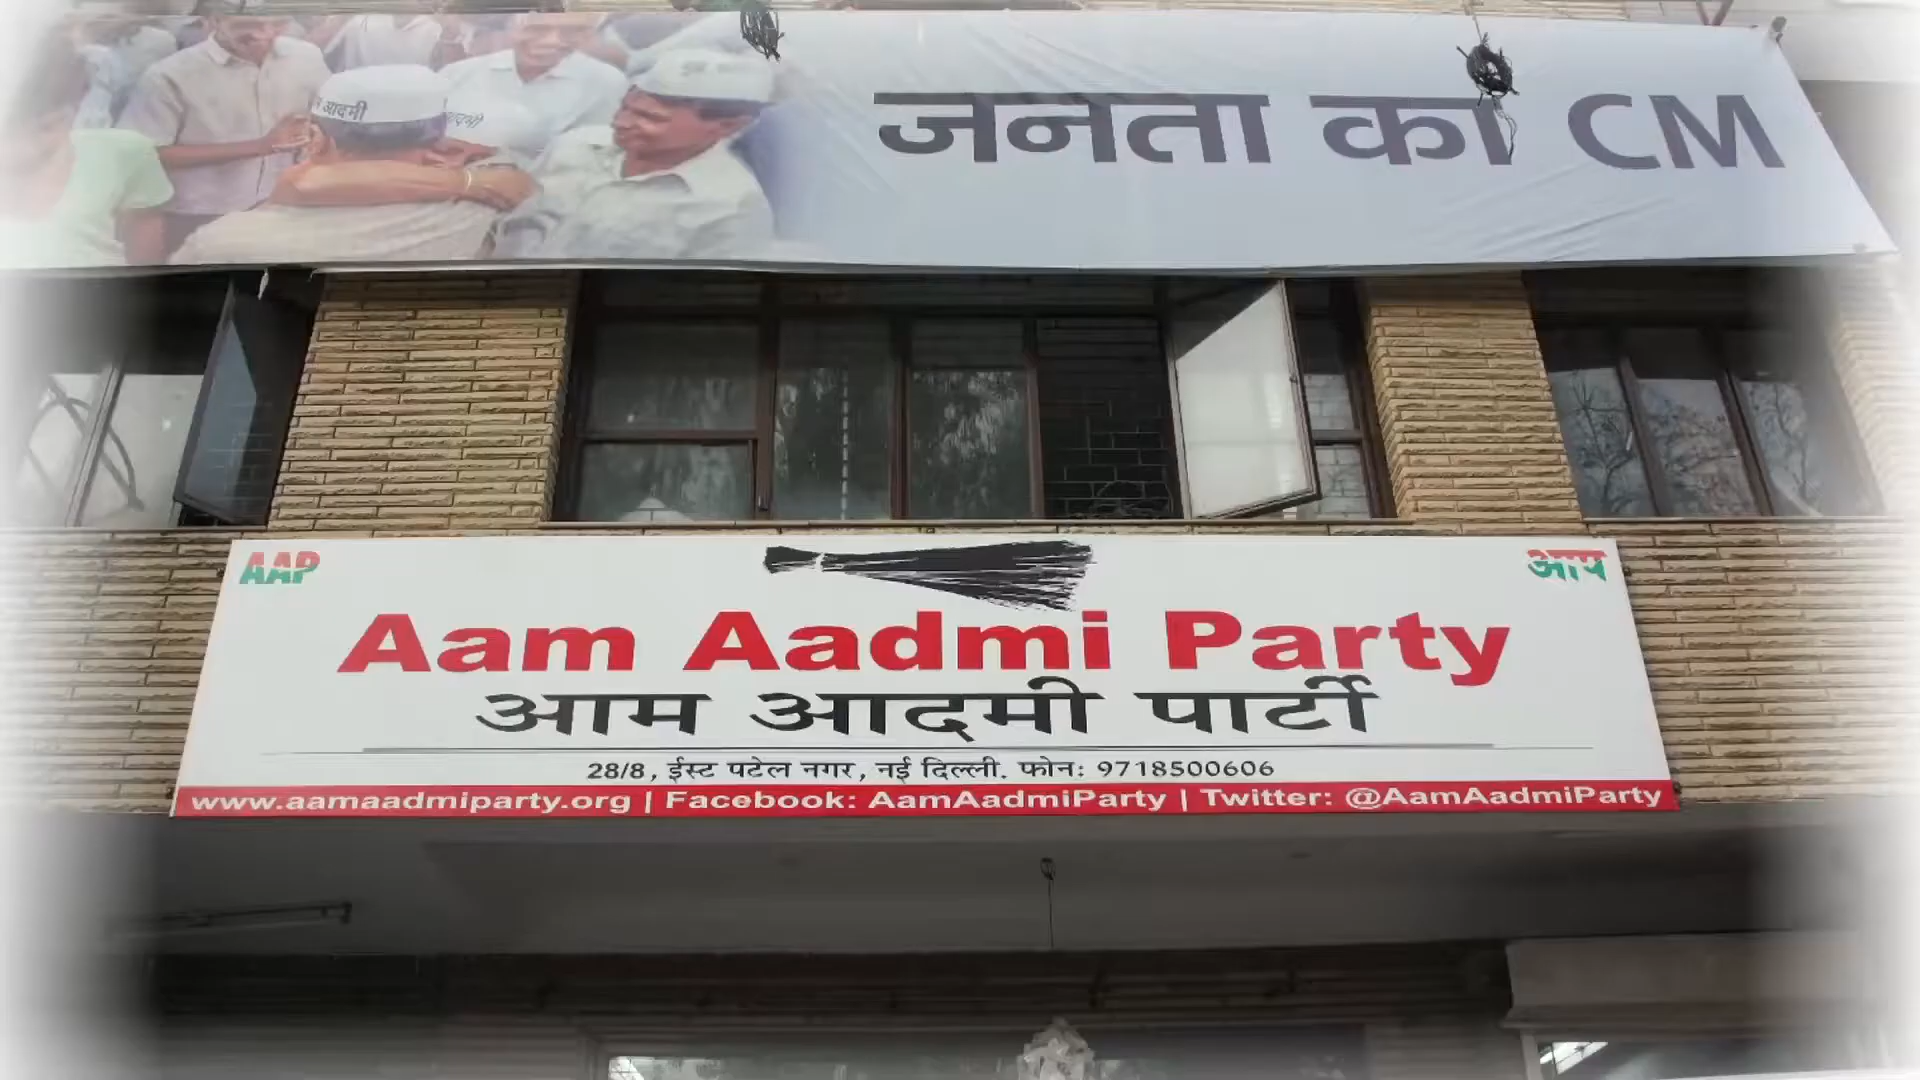 जनता का CM
आदमी
AAP
आप
Aam Aadmi Party
आम आदमी पार्टी
28/8, ईस्ट पटेल नगर, नई दिल्ली. फोन: 9718500606
www.aamaadmiparty.org | Facebook: AamAadmiParty | Twitter: @AamAadmiParty